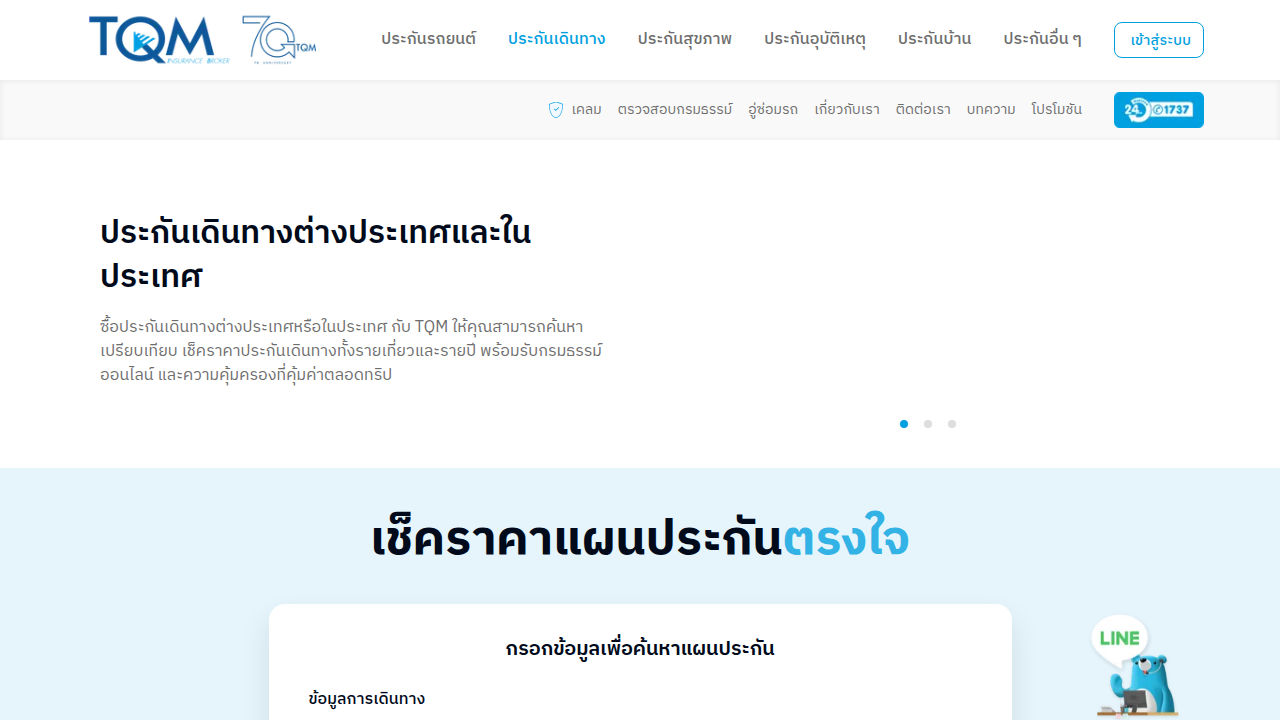 TQM
INSURANCE BROKER
TQM
7th ANNIVERSARY
ประกันรถยนต์
ประกันเดินทาง
ประกันสุขภาพ
ประกันอุบัติเหตุ
ประกันบ้าน
ประกันอื่น ๆ
เข้าสู่ระบบ
เคลม
ตรวจสอบกรมธรรม์
อู่ซ่อมรถ
เกี่ยวกับเรา
ติดต่อเรา
บทความ
โปรโมชัน
24 1737
ประกันเดินทางต่างประเทศและใน
ประเทศ
ซื้อประกันเดินทางต่างประเทศหรือในประเทศ กับ TQM ให้คุณสามารถค้นหา
เปรียบเทียบ เช็คราคาประกันเดินทางทั้งรายเที่ยวและรายปี พร้อมรับกรมธรรม์
ออนไลน์ และความคุ้มครองที่คุ้มค่าตลอดทริป
เช็คราคาแผนประกันตรงใจ
กรอกข้อมูลเพื่อค้นหาแผนประกัน
ข้อมูลการเดินทาง
LINE